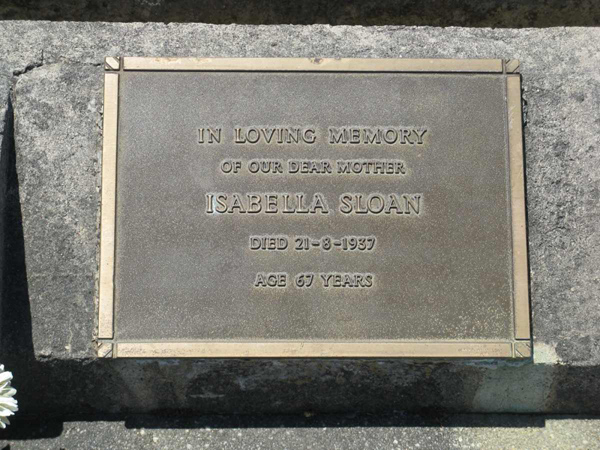 IN LOVING MEMORY
OF OUR DEAR MOTHER
ISABELLA SLOAN
DIED 21-8-1937
AGE 67 YEARS